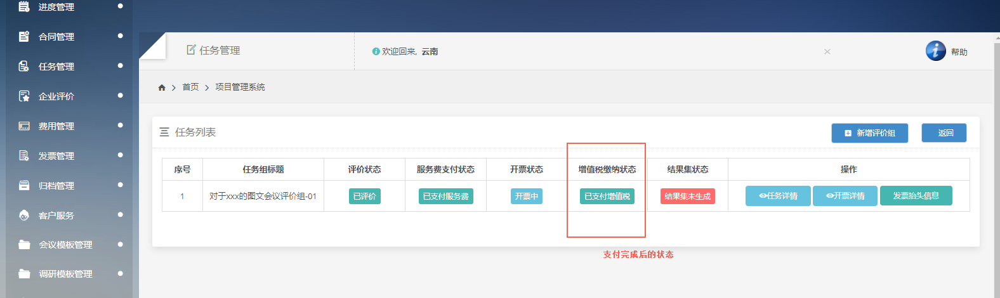 进度管理
合同管理
任务管理
企业评价
费用管理
发票管理
归档管理
客户服务
会议模板管理
调研模板管理
任务管理
欢迎回来, 云南
帮助
首页 > 项目管理系统
任务列表
新增评价组 返回
序号 任务组标题 评价状态 服务费支付状态 开票状态 增值税缴纳状态 结果集状态 操作
1 对于xxx的图文会议评价组-01 已评价 已支付服务费 开票中 已支付增值税 结果集未生成 任务详情 开票详情 发票抬头信息
支付完成后的状态